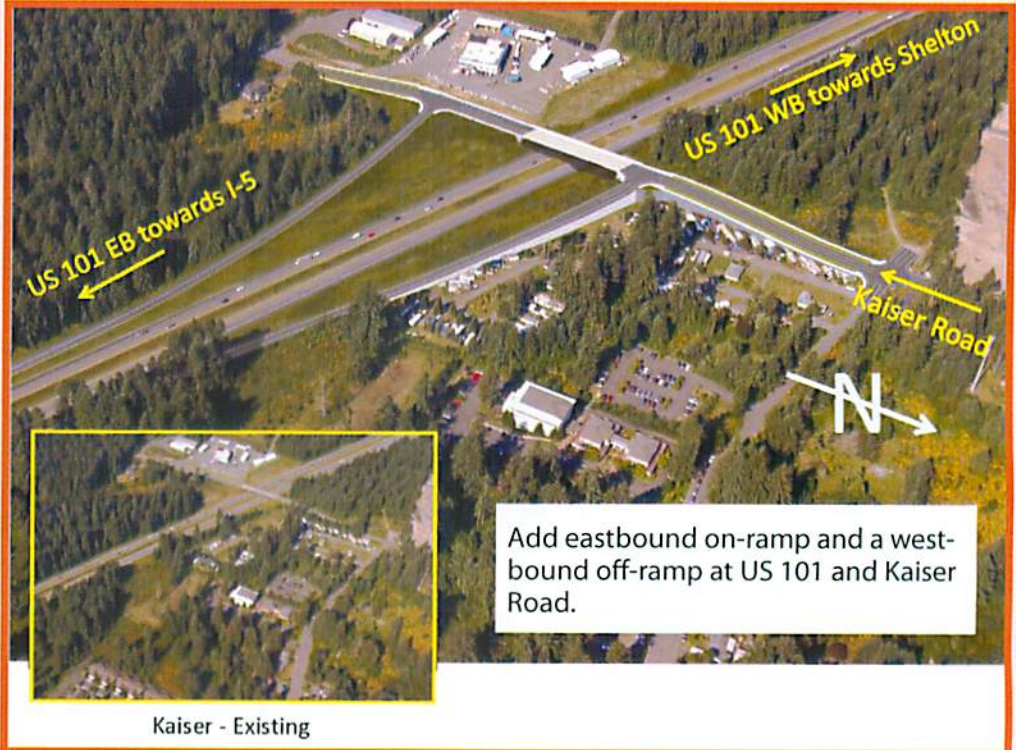 US 101 WB towards Shelton
US 101 EB towards I-5
Kaiser Road
N
Add eastbound on-ramp and a west-
bound off-ramp at US 101 and Kaiser
Road.
Kaiser - Existing